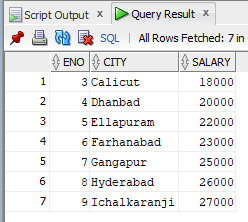 Script Output × Query Result ×
SQL | All Rows Fetched: 7 in
ENO CITY SALARY
1 3 Calicut 18000
2 4 Dhanbad 20000
3 5 Ellapuram 22000
4 6 Farhanabad 23000
5 7 Gangapur 25000
6 8 Hyderabad 26000
7 9 Ichalkaranji 27000